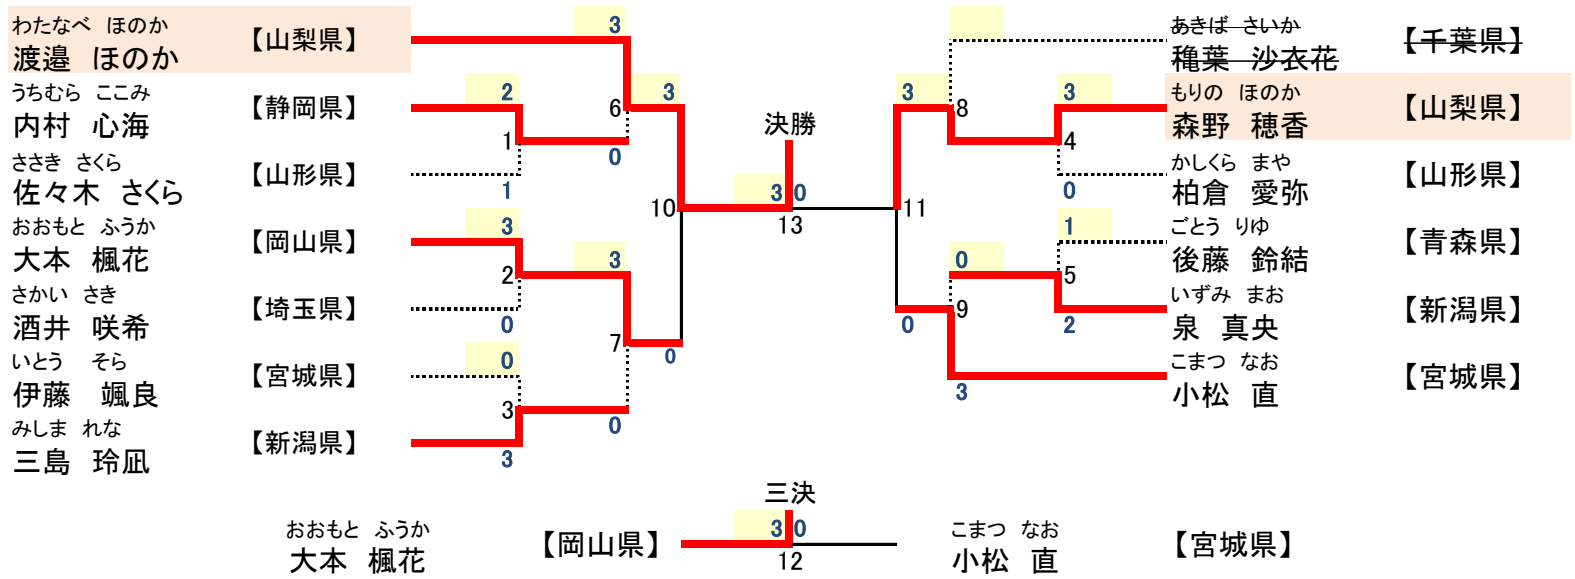 わたなべ ほのか
渡邉 ほのか
【山梨県】
うちむら ここみ
内村 心海
【静岡県】
ささき さくら
佐々木 さくら
【山形県】
おおもと ふうか
大本 楓花
【岡山県】
さかい さき
酒井 咲希
【埼玉県】
いとう そら
伊藤 颯良
【宮城県】
みしま れな
三島 玲凪
【新潟県】
2
1
1
3
2
0
0
3
3
3
6
0
3
7
0
3
10
0
決勝
3 0
13
3
11
0
8
0
9
3
3
4
0
1
5
2
あきば さいか
穐葉 沙衣花
【千葉県】
もりの ほのか
森野 穂香
【山梨県】
かしくら まや
柏倉 愛弥
【山形県】
ごとう りゆ
後藤 鈴結
【青森県】
いずみ まお
泉 真央
【新潟県】
こまつ なお
小松 直
【宮城県】
三決
おおもと ふうか
大本 楓花
【岡山県】
3 0
12
こまつ なお
小松 直
【宮城県】